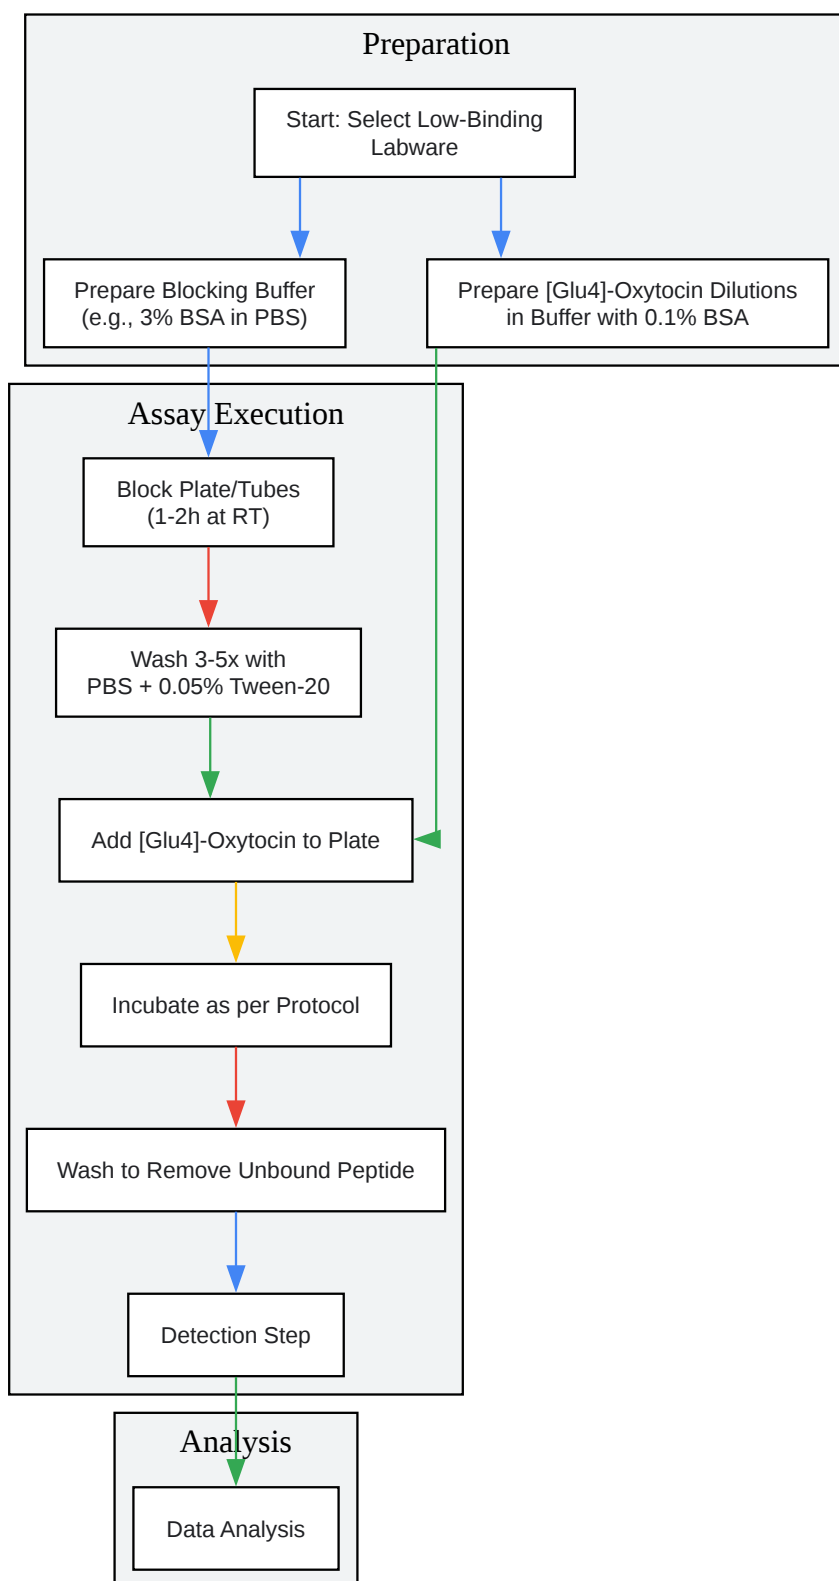 Preparation
Start: Select Low-Binding
Labware
Prepare Blocking Buffer
(e.g., 3% BSA in PBS)
Prepare [Glu4]-Oxytocin Dilutions
in Buffer with 0.1% BSA
Assay Execution
Block Plate/Tubes
(1-2h at RT)
Wash 3-5x with
PBS + 0.05% Tween-20
Add [Glu4]-Oxytocin to Plate
Incubate as per Protocol
Wash to Remove Unbound Peptide
Detection Step
Analysis
Data Analysis